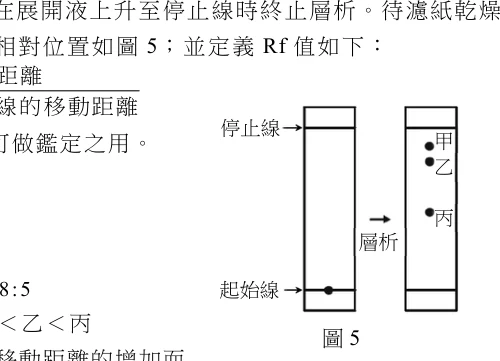 在展開液上升至停止線時終止層析。待濾紙乾燥
相對位置如圖 5；並定義 Rf 值如下：
距離
線的移動距離
可做鑑定之用。
停止線
甲
乙
丙
層析
起始線
圖 5
8:5
＜乙＜丙
移動距離的增加而